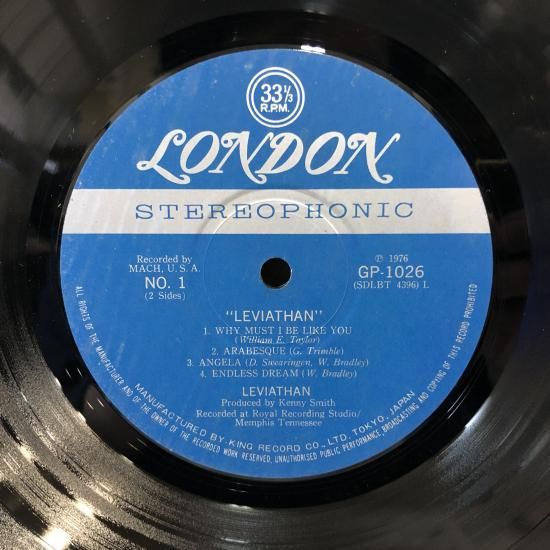 33⅓
R.P.M.
LONDON
STEREOPHONIC
Recorded by
MACH, U.S.A.
NO. 1
(2 Sides)
℗ 1976
GP-1026
(SDLBT 4396) L
"LEVIATHAN"
1. WHY MUST I BE LIKE YOU
(William E. Taylor)
2. ARABESQUE (G. Trimble)
3. ANGELA (D. Swearingen, W. Bradley)
4. ENDLESS DREAM (W. Bradley)
LEVIATHAN
Produced by Kenny Smith
Recorded at Royal Recording Studio/
Memphis Tennessee
MANUFACTURED BY KING RECORD CO., LTD. TOKYO, JAPAN
ALL RIGHTS OF THE MANUFACTURER AND OF THE OWNER OF THE RECORDED WORK RESERVED. UNAUTHORISED PUBLIC PERFORMANCE, BROADCASTING AND COPYING OF THIS RECORD PROHIBITED